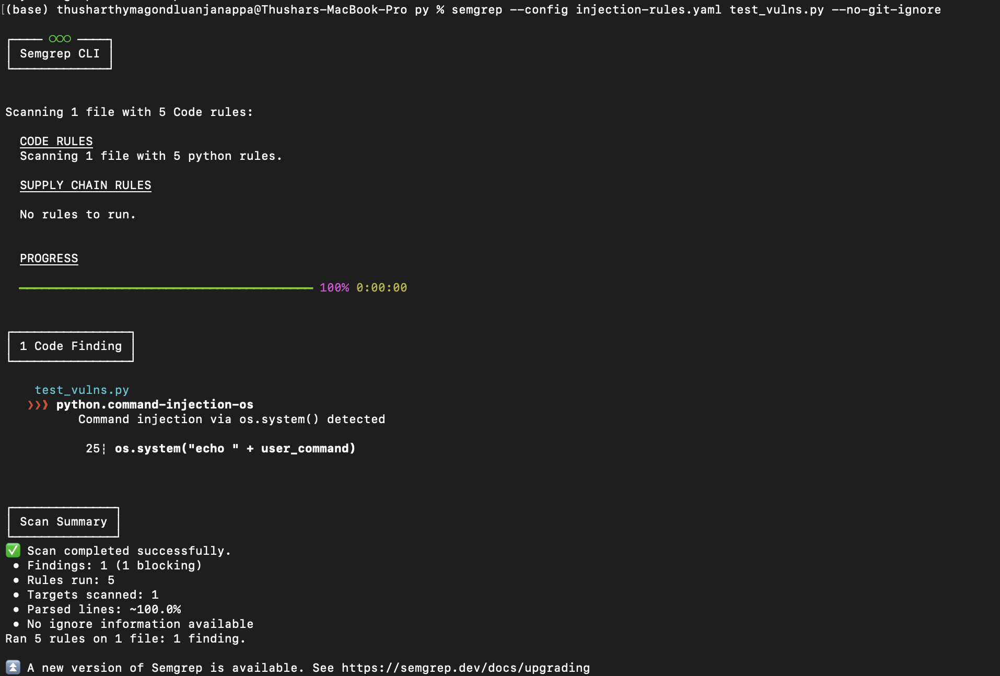 (base) thusharthymagondluanjanappa@Thushars-MacBook-Pro py % semgrep --config injection-rules.yaml test_vulns.py --no-git-ignore
○○○
Semgrep CLI
Scanning 1 file with 5 Code rules:
CODE RULES
Scanning 1 file with 5 python rules.
SUPPLY CHAIN RULES
No rules to run.
PROGRESS
━━━━━━━━━━━━━━━━━━━━━━━━━━━━━━━━━━━━━━━━ 100% 0:00:00
1 Code Finding
test_vulns.py
❯❯❱ python.command-injection-os
Command injection via os.system() detected
25┆ os.system("echo " + user_command)
Scan Summary
✅ Scan completed successfully.
• Findings: 1 (1 blocking)
• Rules run: 5
• Targets scanned: 1
• Parsed lines: ~100.0%
• No ignore information available
Ran 5 rules on 1 file: 1 finding.
⏫ A new version of Semgrep is available. See https://semgrep.dev/docs/upgrading